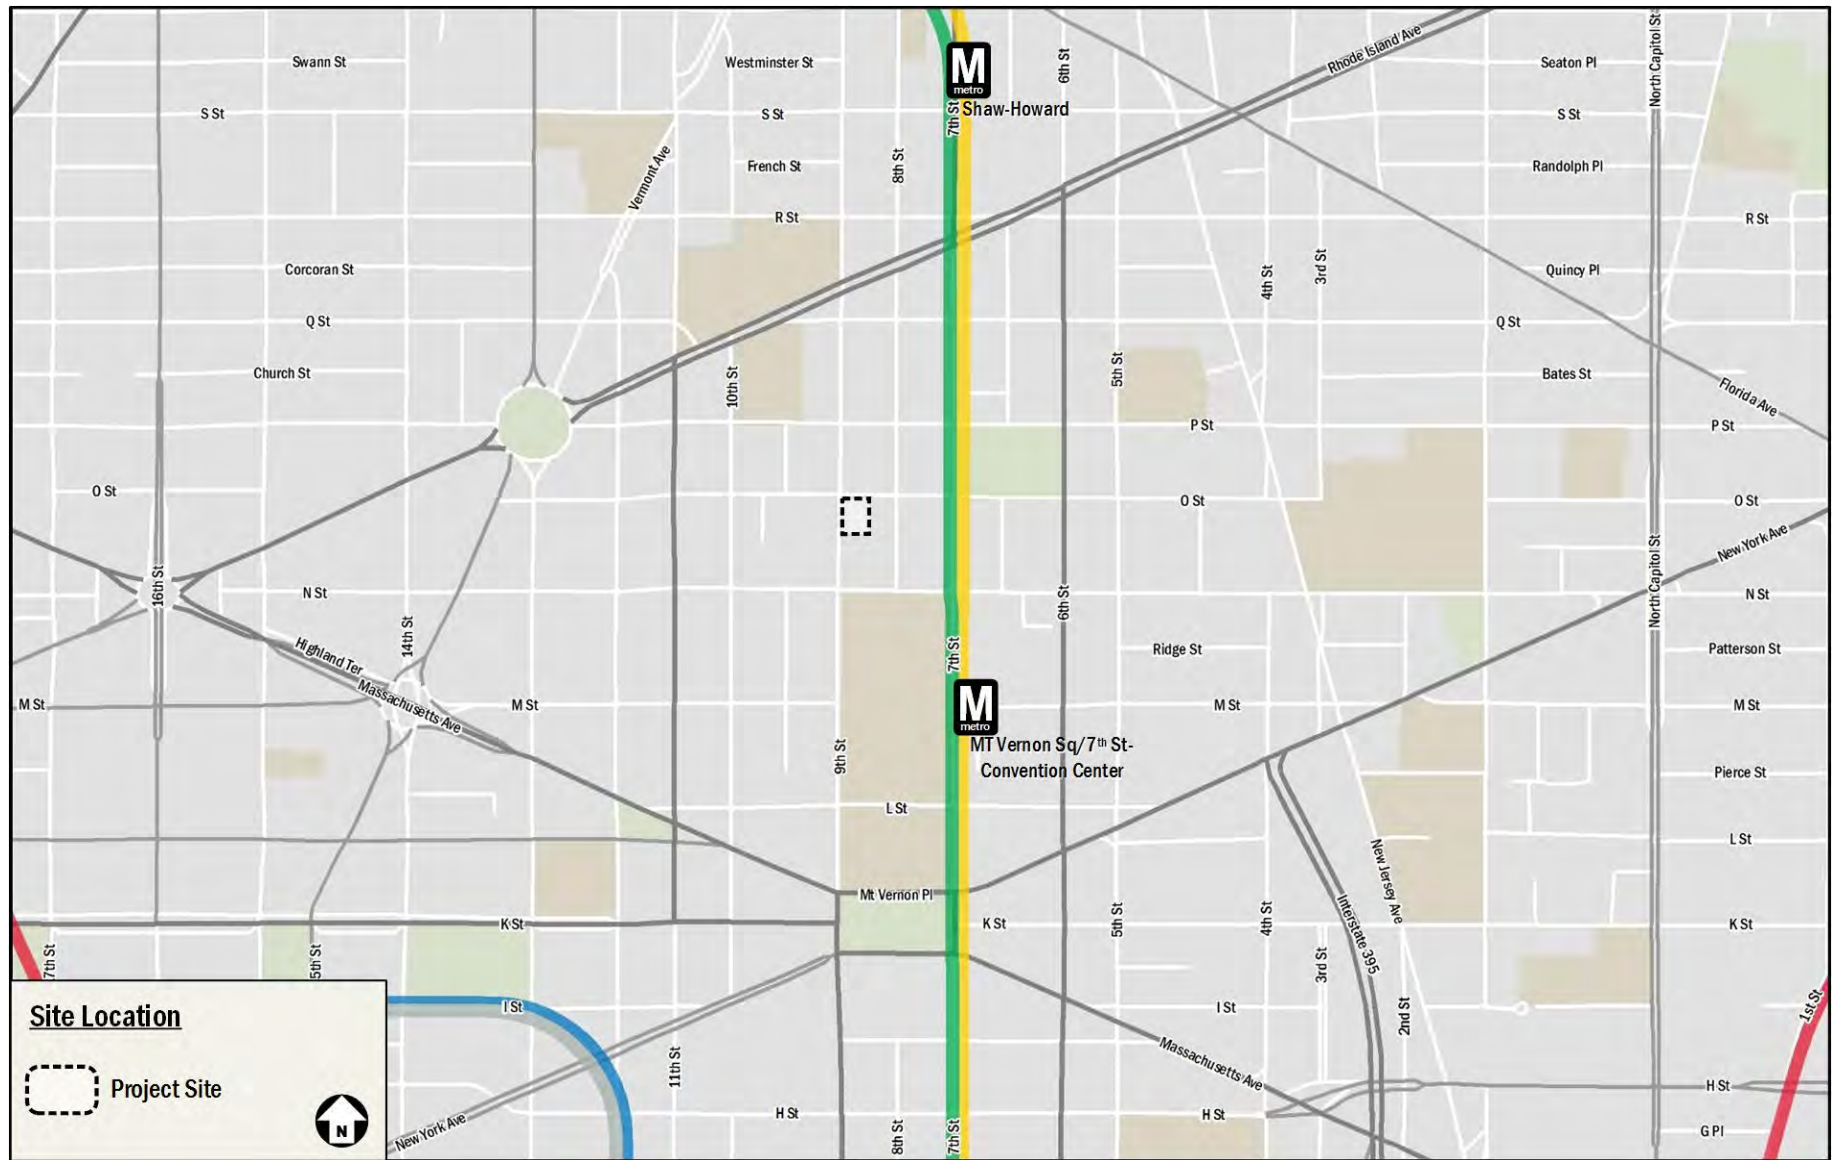 Swann St
Westminster St
6th St
Rhode Island Ave
Seaton Pl
North Capitol St
M
metro
Shaw-Howard
S St
S St
7th St
S St
Vermont Ave
French St
8th St
Randolph Pl
R St
R St
Corcoran St
4th St
3rd St
Quincy Pl
Q St
Q St
Church St
10th St
5th St
Bates St
Florida Ave
P St
P St
O St
O St
O St
New York Ave
16th St
N St
6th St
North Capitol St
N St
14th St
Highland Ter
7th St
Ridge St
Patterson St
Massachusetts Ave
M St
M St
M
metro
M St
M St
MT Vernon Sq/7th St-
Convention Center
9th St
Pierce St
L St
L St
New Jersey Ave
Mt Vernon Pl
K St
K St
5th St
4th St
Interstate 395
K St
7th St
5th St
3rd St
I St
I St
2nd St
1st St
Massachusetts Ave
11th St
H St
H St
H St
New York Ave
8th St
7th St
G Pl
Site Location
Project Site
N